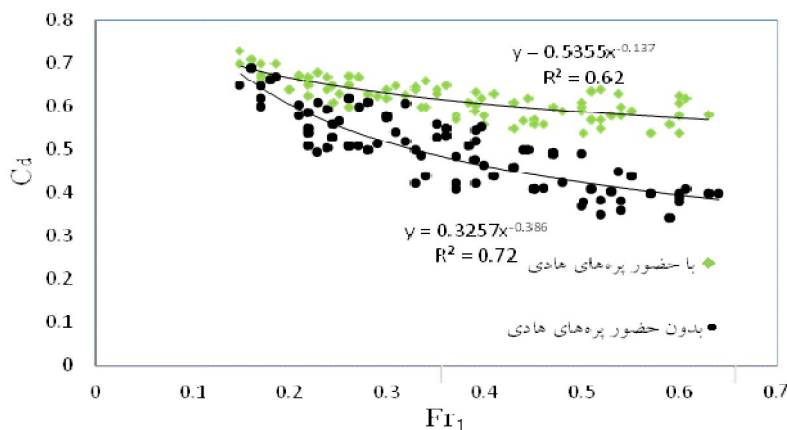 0.8
0.7
0.6
0.5
0.4
0.3
0.2
0.1
0
C_d
y = 0.5355x^-0.137
R² = 0.62
y = 0.3257x^-0.386
R² = 0.72
با حضور پره‌های هادی
بدون حضور پره‌های هادی
0 0.1 0.2 0.3 0.4 0.5 0.6 0.7
Fr₁